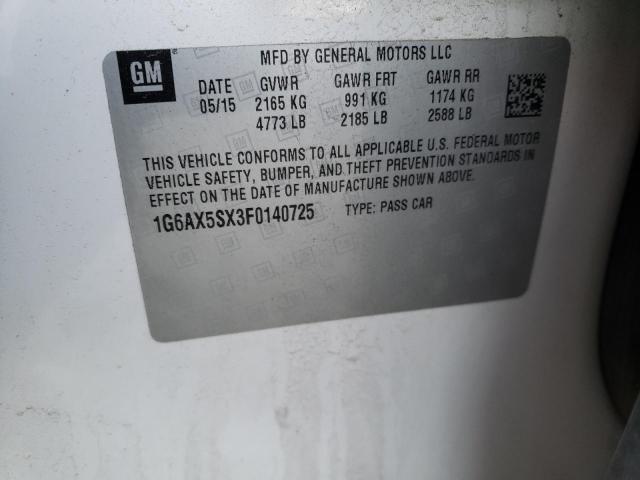 GM
MFD BY GENERAL MOTORS LLC
DATE GVWR GAWR FRT GAWR RR
05/15 2165 KG 991 KG 1174 KG
4773 LB 2185 LB 2588 LB
THIS VEHICLE CONFORMS TO ALL APPLICABLE U.S. FEDERAL MOTOR
VEHICLE SAFETY, BUMPER, AND THEFT PREVENTION STANDARDS IN
EFFECT ON THE DATE OF MANUFACTURE SHOWN ABOVE.
1G6AX5SX3F0140725 TYPE: PASS CAR